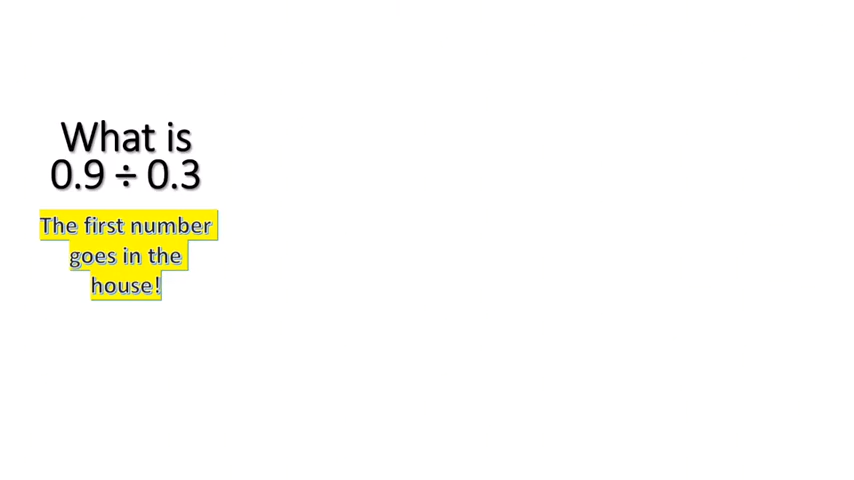 What is
0.9 ÷ 0.3
The first number
goes in the
house!